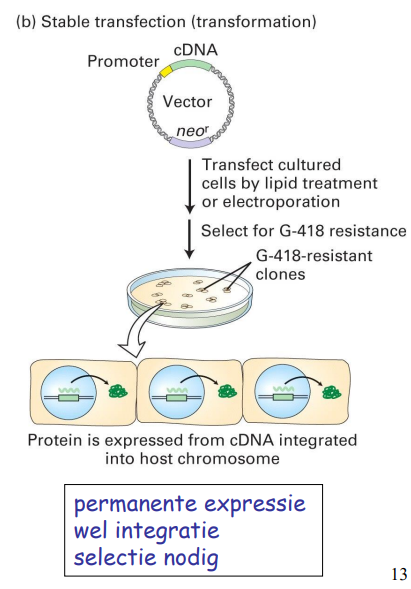 (b) Stable transfection (transformation)
cDNA
Promoter
Vector
neoʳ
Transfect cultured
cells by lipid treatment
or electroporation
Select for G-418 resistance
G-418-resistant
clones
Protein is expressed from cDNA integrated
into host chromosome
permanente expressie
wel integratie
selectie nodig
13